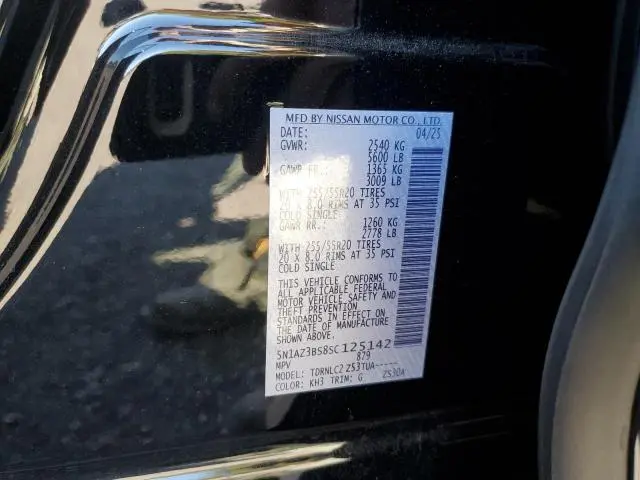 MFD BY NISSAN MOTOR CO., LTD.
DATE: 04/25
GVWR: 2540 KG
5600 LB
GAWR FR.: 1365 KG
3009 LB
WITH 255/55R20 TIRES
20 X 8.0 RIMS AT 35 PSI
COLD SINGLE
GAWR RR.: 1260 KG
2778 LB
WITH 255/55R20 TIRES
20 X 8.0 RIMS AT 35 PSI
COLD SINGLE
THIS VEHICLE CONFORMS TO
ALL APPLICABLE FEDERAL
MOTOR VEHICLE SAFETY AND
THEFT PREVENTION
STANDARDS IN EFFECT ON
THE DATE OF MANUFACTURE
SHOWN ABOVE.
5N1AZ3BS8SC125142
MPV 879
MODEL: TDRNLC2 ZS3TUA-----
COLOR: KH3 TRIM: G ZS30A